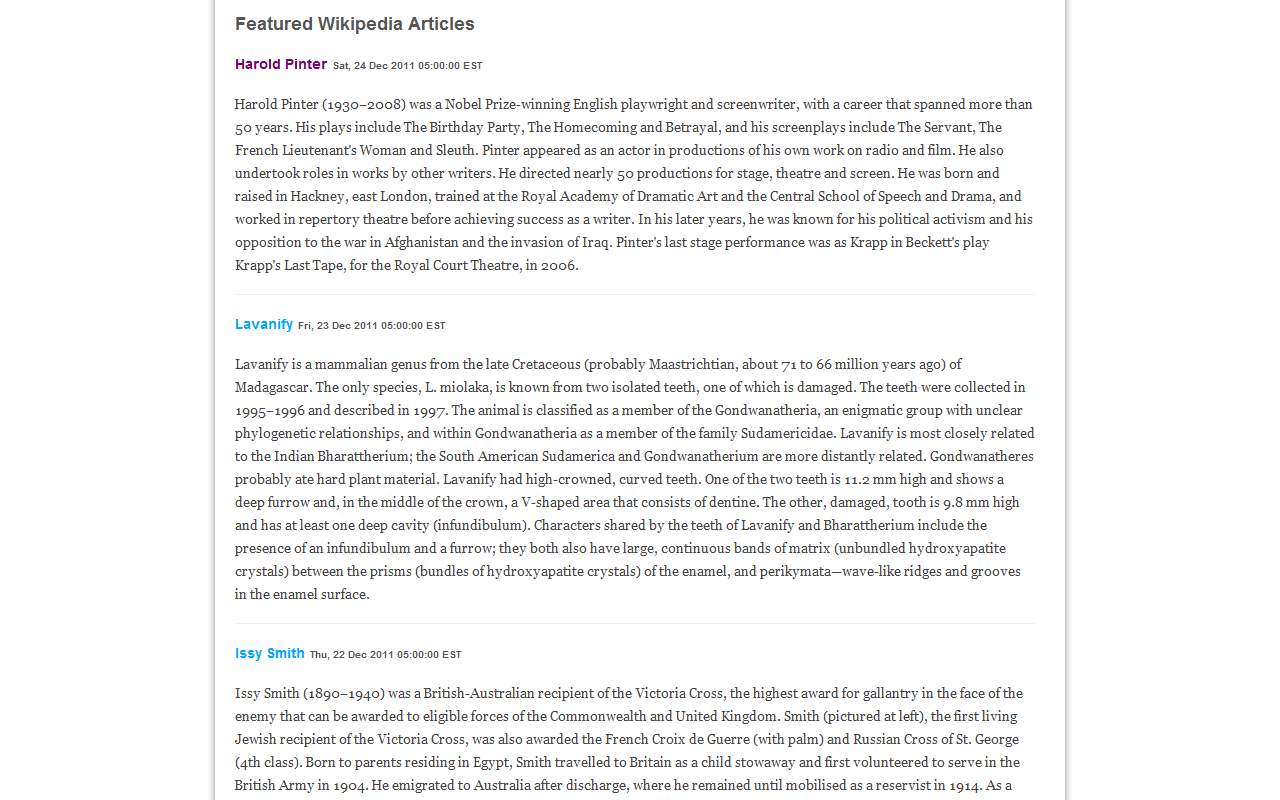 Featured Wikipedia Articles
Harold Pinter Sat, 24 Dec 2011 05:00:00 EST
Harold Pinter (1930–2008) was a Nobel Prize-winning English playwright and screenwriter, with a career that spanned more than
50 years. His plays include The Birthday Party, The Homecoming and Betrayal, and his screenplays include The Servant, The
French Lieutenant's Woman and Sleuth. Pinter appeared as an actor in productions of his own work on radio and film. He also
undertook roles in works by other writers. He directed nearly 50 productions for stage, theatre and screen. He was born and
raised in Hackney, east London, trained at the Royal Academy of Dramatic Art and the Central School of Speech and Drama, and
worked in repertory theatre before achieving success as a writer. In his later years, he was known for his political activism and his
opposition to the war in Afghanistan and the invasion of Iraq. Pinter's last stage performance was as Krapp in Beckett's play
Krapp's Last Tape, for the Royal Court Theatre, in 2006.
Lavanify Fri, 23 Dec 2011 05:00:00 EST
Lavanify is a mammalian genus from the late Cretaceous (probably Maastrichtian, about 71 to 66 million years ago) of
Madagascar. The only species, L. miolaka, is known from two isolated teeth, one of which is damaged. The teeth were collected in
1995–1996 and described in 1997. The animal is classified as a member of the Gondwanatheria, an enigmatic group with unclear
phylogenetic relationships, and within Gondwanatheria as a member of the family Sudamericidae. Lavanify is most closely related
to the Indian Bharattherium; the South American Sudamerica and Gondwanatherium are more distantly related. Gondwanatheres
probably ate hard plant material. Lavanify had high-crowned, curved teeth. One of the two teeth is 11.2 mm high and shows a
deep furrow and, in the middle of the crown, a V-shaped area that consists of dentine. The other, damaged, tooth is 9.8 mm high
and has at least one deep cavity (infundibulum). Characters shared by the teeth of Lavanify and Bharattherium include the
presence of an infundibulum and a furrow; they both also have large, continuous bands of matrix (unbundled hydroxyapatite
crystals) between the prisms (bundles of hydroxyapatite crystals) of the enamel, and perikymata—wave-like ridges and grooves
in the enamel surface.
Issy Smith Thu, 22 Dec 2011 05:00:00 EST
Issy Smith (1890–1940) was a British-Australian recipient of the Victoria Cross, the highest award for gallantry in the face of the
enemy that can be awarded to eligible forces of the Commonwealth and United Kingdom. Smith (pictured at left), the first living
Jewish recipient of the Victoria Cross, was also awarded the French Croix de Guerre (with palm) and Russian Cross of St. George
(4th class). Born to parents residing in Egypt, Smith travelled to Britain as a child stowaway and first volunteered to serve in the
British Army in 1904. He emigrated to Australia after discharge, where he remained until mobilised as a reservist in 1914. As a